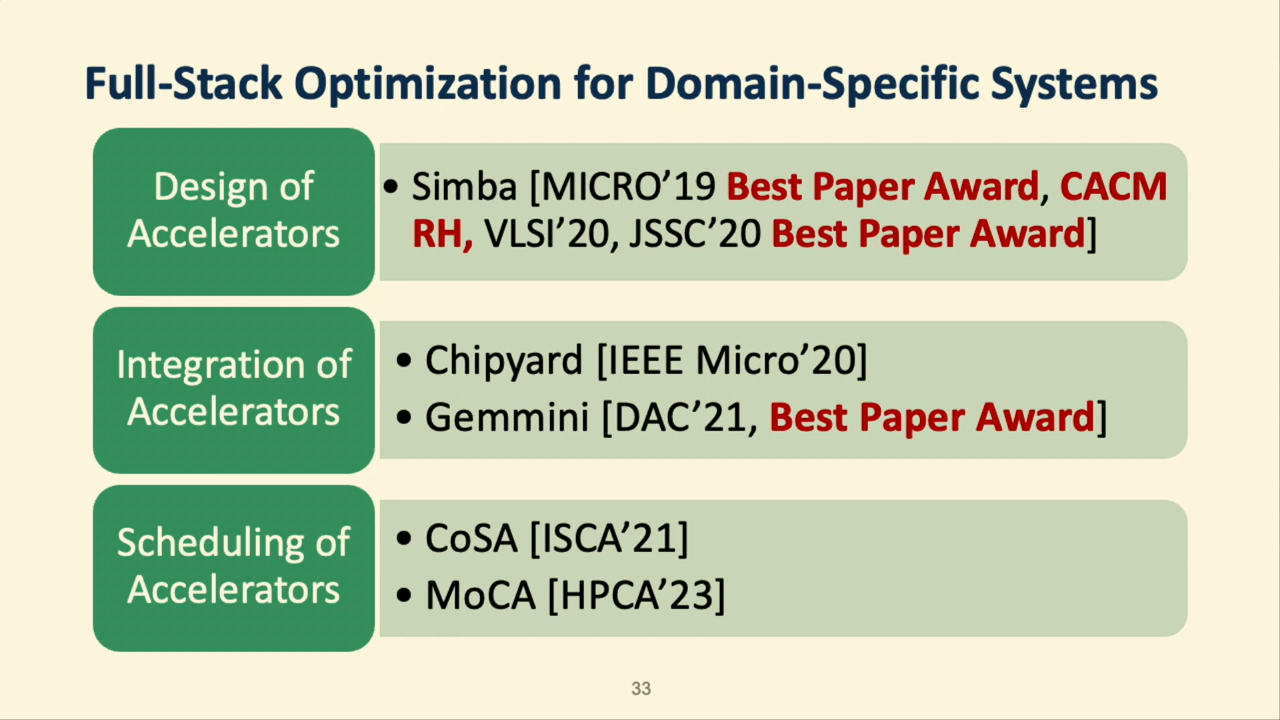 Full-Stack Optimization for Domain-Specific Systems
Design of
Accelerators
• Simba [MICRO’19 Best Paper Award, CACM
RH, VLSI’20, JSSC’20 Best Paper Award]
Integration of
Accelerators
• Chipyard [IEEE Micro’20]
• Gemmini [DAC’21, Best Paper Award]
Scheduling of
Accelerators
• CoSA [ISCA’21]
• MoCA [HPCA’23]
33